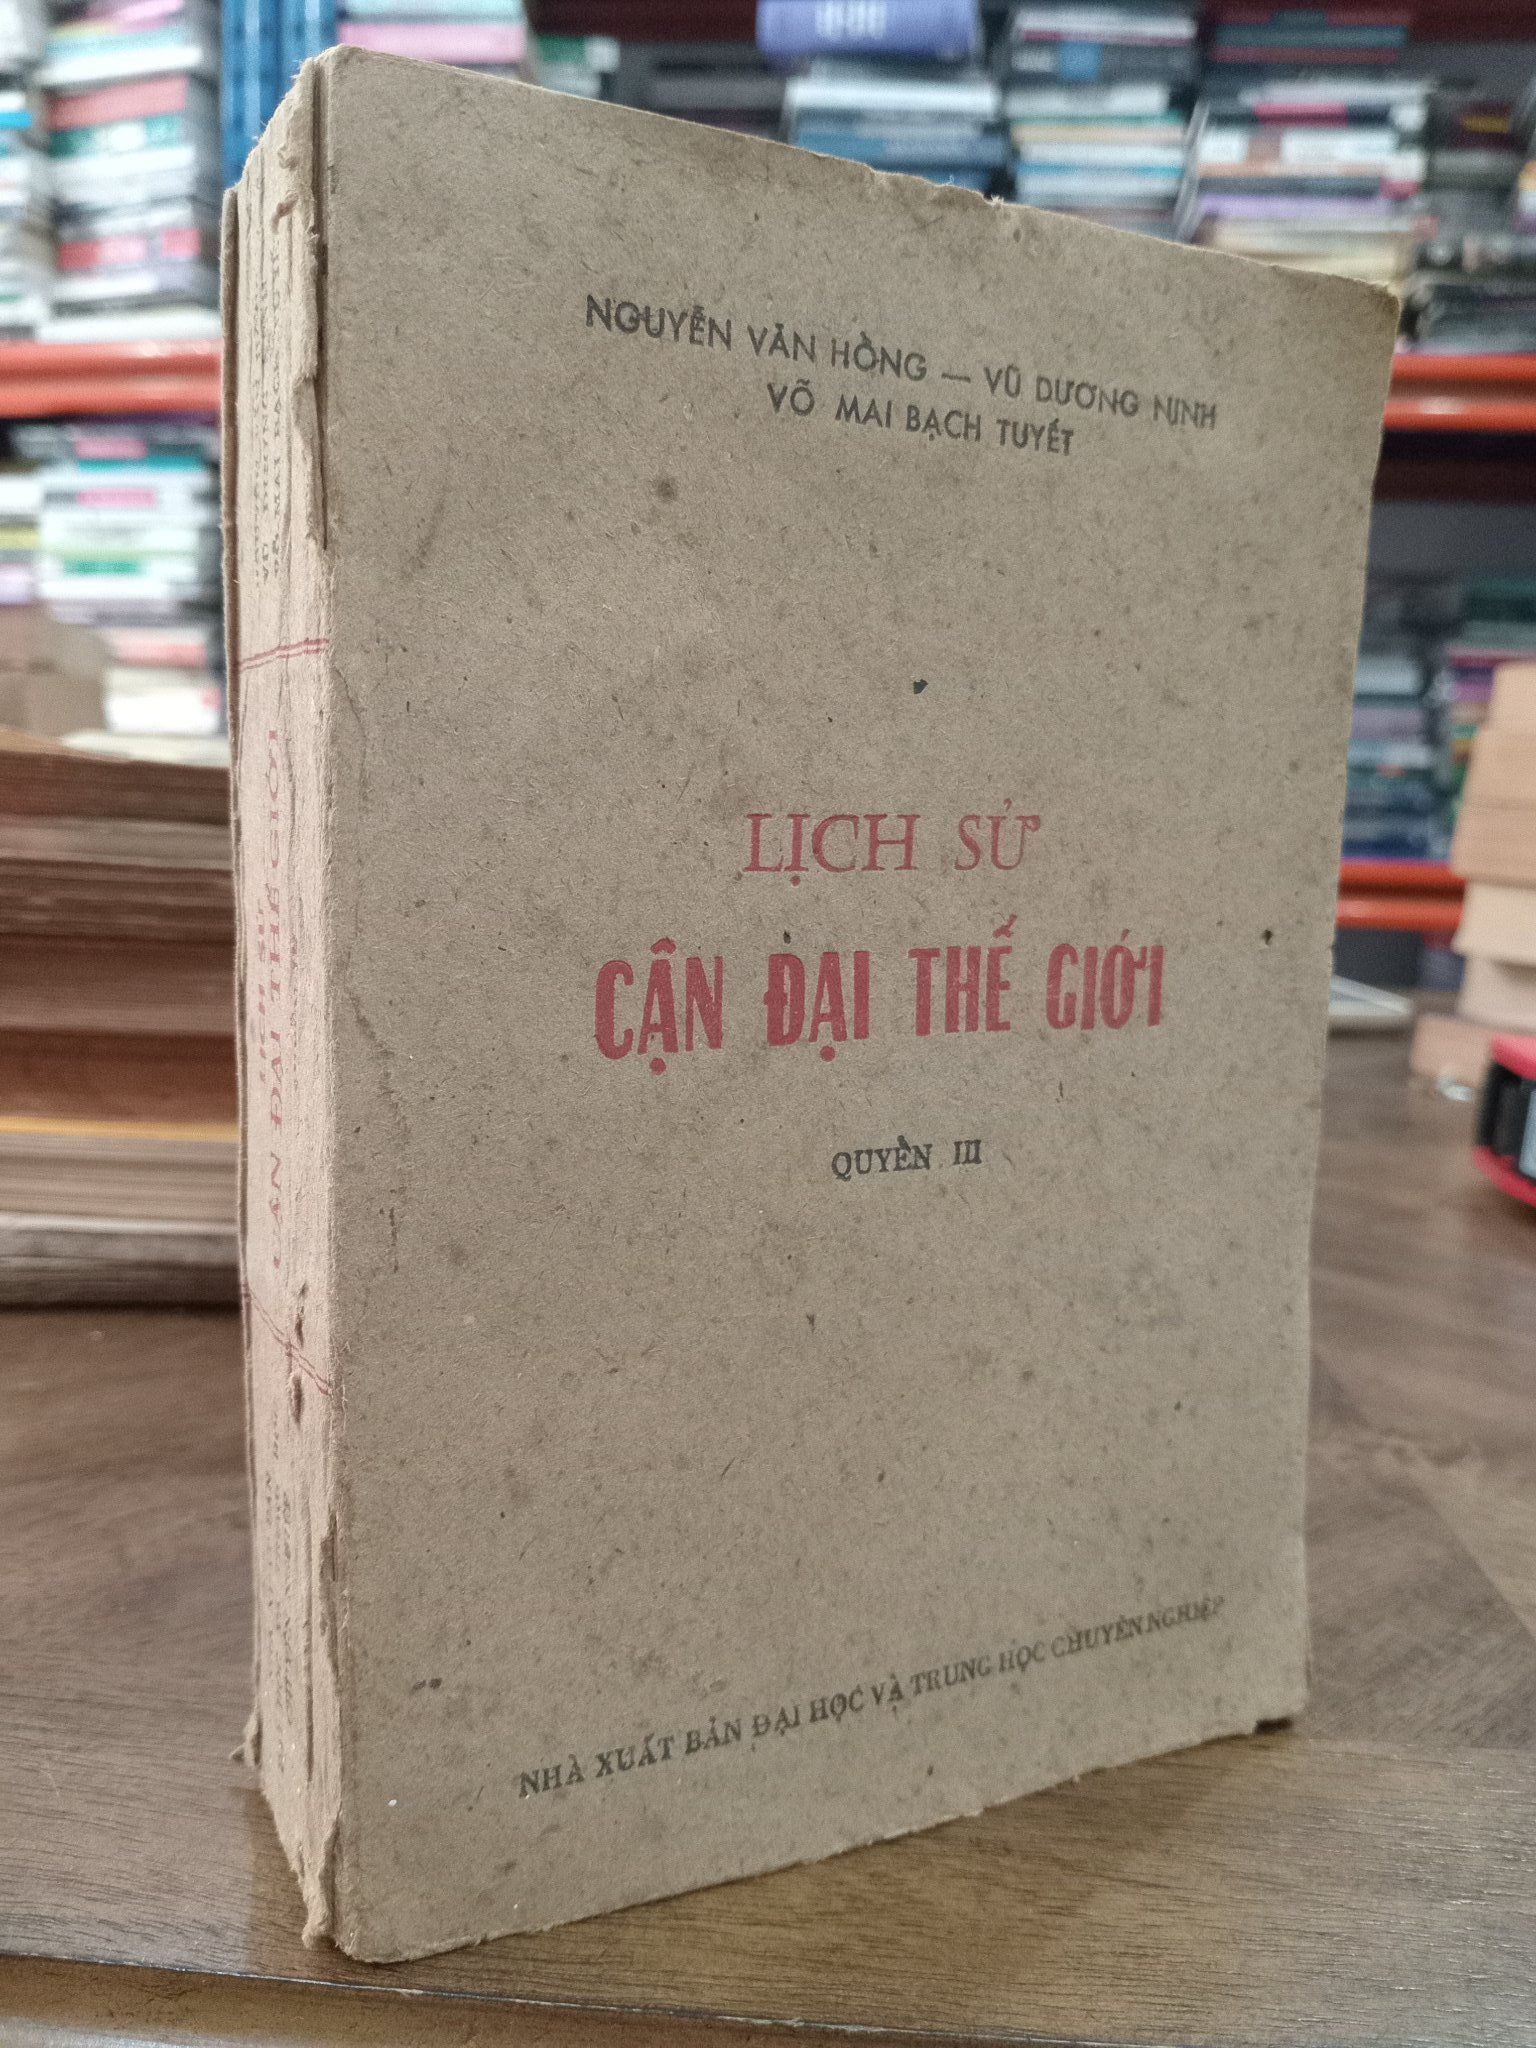 NGUYỄN VĂN HỒNG — VŨ DƯƠNG NINH
VÕ MAI BẠCH TUYẾT
LỊCH SỬ
CẬN ĐẠI THẾ GIỚI
QUYỂN III
NHÀ XUẤT BẢN ĐẠI HỌC VÀ TRUNG HỌC CHUYÊN NGHIỆP